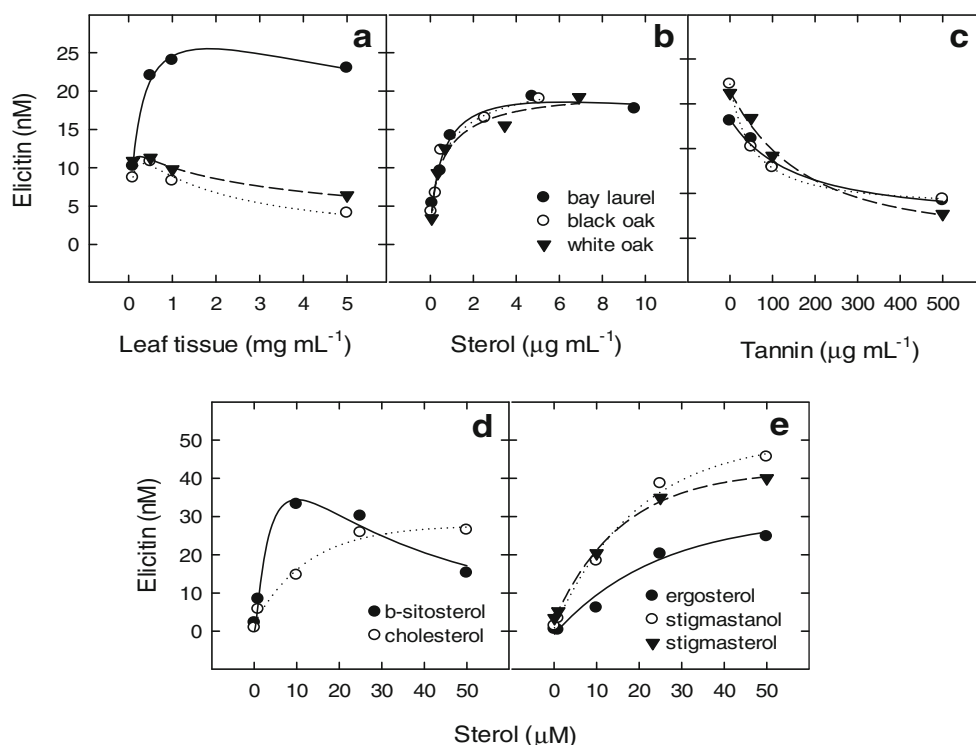 a
b
c
Elicitin (nM)
25
20
15
10
5
0
bay laurel
black oak
white oak
0 1 2 3 4 5
0 2 4 6 8 10
0 100 200 300 400 500
Leaf tissue (mg mL⁻¹)
Sterol (μg mL⁻¹)
Tannin (μg mL⁻¹)
d
e
Elicitin (nM)
50
40
30
20
10
0
b-sitosterol
cholesterol
ergosterol
stigmastanol
stigmasterol
0 10 20 30 40 50
0 10 20 30 40 50
Sterol (μM)